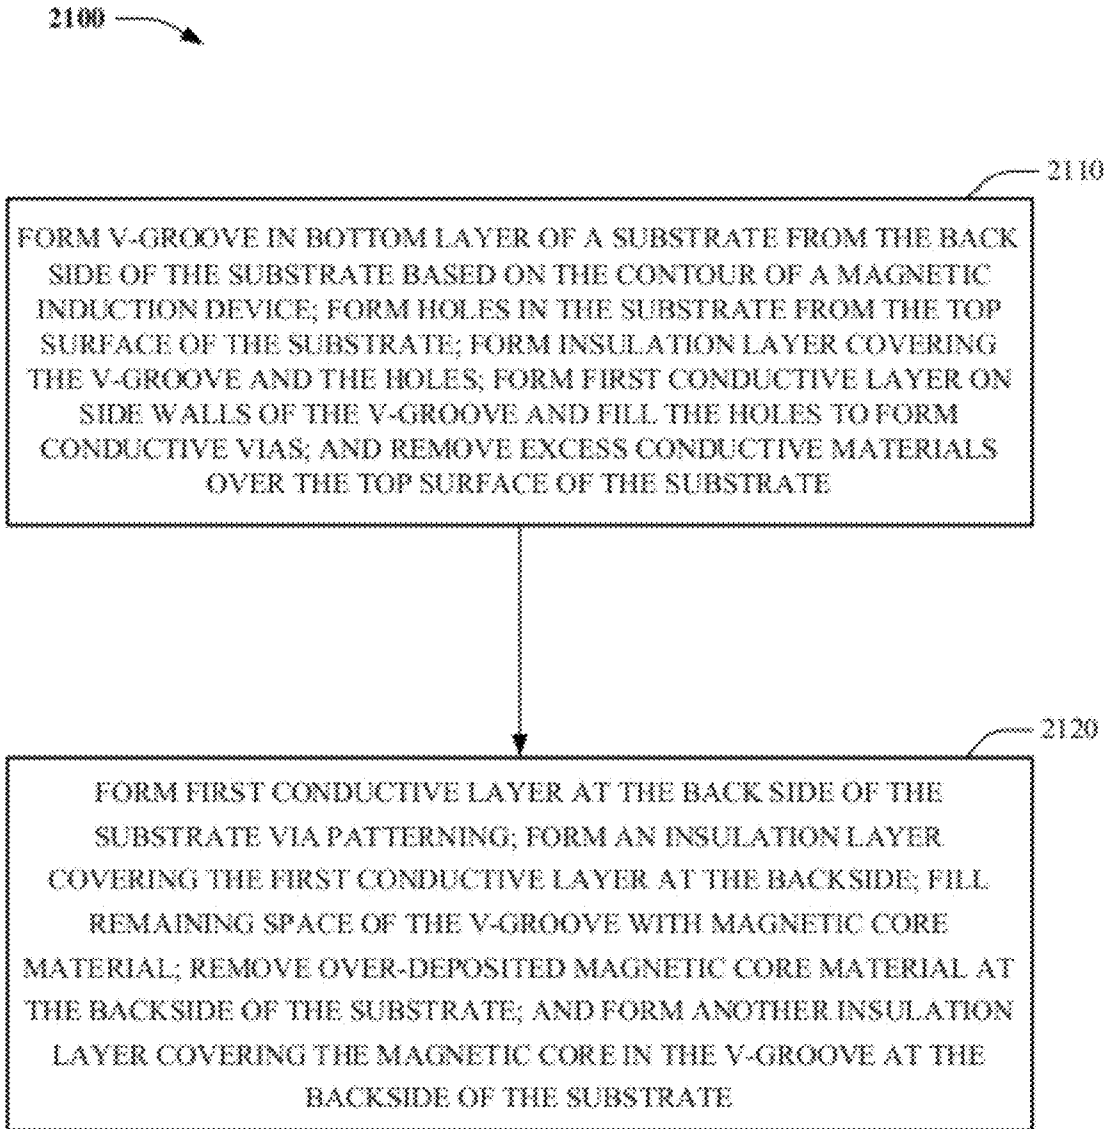 2100
2110
FORM V-GROOVE IN BOTTOM LAYER OF A SUBSTRATE FROM THE BACK
SIDE OF THE SUBSTRATE BASED ON THE CONTOUR OF A MAGNETIC
INDUCTION DEVICE; FORM HOLES IN THE SUBSTRATE FROM THE TOP
SURFACE OF THE SUBSTRATE; FORM INSULATION LAYER COVERING
THE V-GROOVE AND THE HOLES; FORM FIRST CONDUCTIVE LAYER ON
SIDE WALLS OF THE V-GROOVE AND FILL THE HOLES TO FORM
CONDUCTIVE VIAS; AND REMOVE EXCESS CONDUCTIVE MATERIALS
OVER THE TOP SURFACE OF THE SUBSTRATE
2120
FORM FIRST CONDUCTIVE LAYER AT THE BACK SIDE OF THE
SUBSTRATE VIA PATTERNING; FORM AN INSULATION LAYER
COVERING THE FIRST CONDUCTIVE LAYER AT THE BACKSIDE; FILL
REMAINING SPACE OF THE V-GROOVE WITH MAGNETIC CORE
MATERIAL; REMOVE OVER-DEPOSITED MAGNETIC CORE MATERIAL AT
THE BACKSIDE OF THE SUBSTRATE; AND FORM ANOTHER INSULATION
LAYER COVERING THE MAGNETIC CORE IN THE V-GROOVE AT THE
BACKSIDE OF THE SUBSTRATE